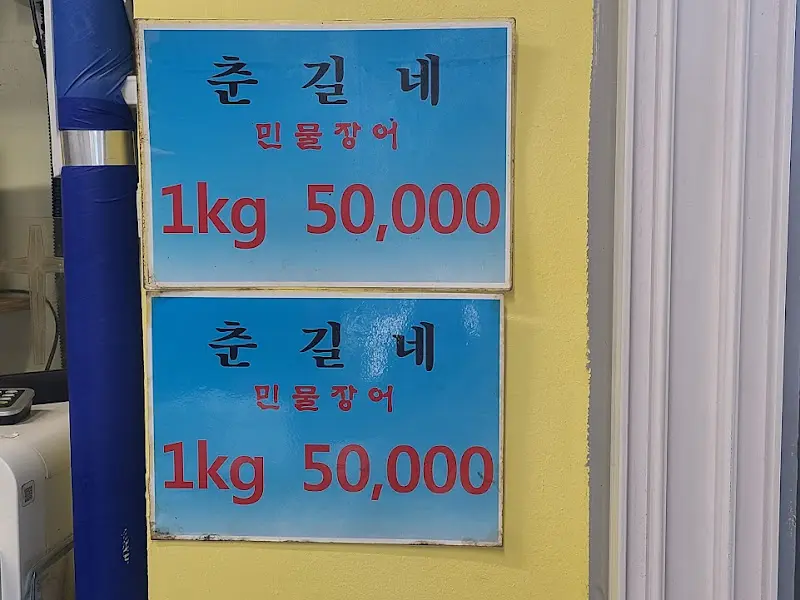 춘 길 네
민물장어
1kg 50,000
춘 길 네
민물장어
1kg 50,000